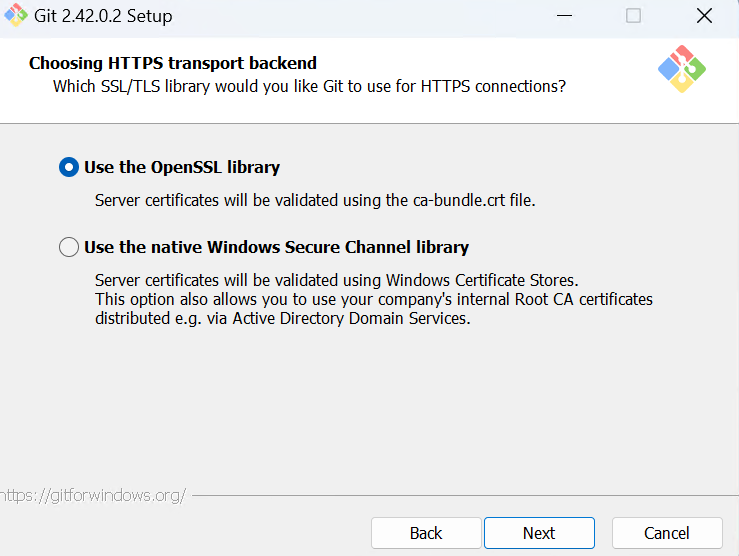 Git 2.42.0.2 Setup
Choosing HTTPS transport backend
Which SSL/TLS library would you like Git to use for HTTPS connections?
Use the OpenSSL library
Server certificates will be validated using the ca-bundle.crt file.
Use the native Windows Secure Channel library
Server certificates will be validated using Windows Certificate Stores.
This option also allows you to use your company's internal Root CA certificates
distributed e.g. via Active Directory Domain Services.
https://gitforwindows.org/
Back
Next
Cancel